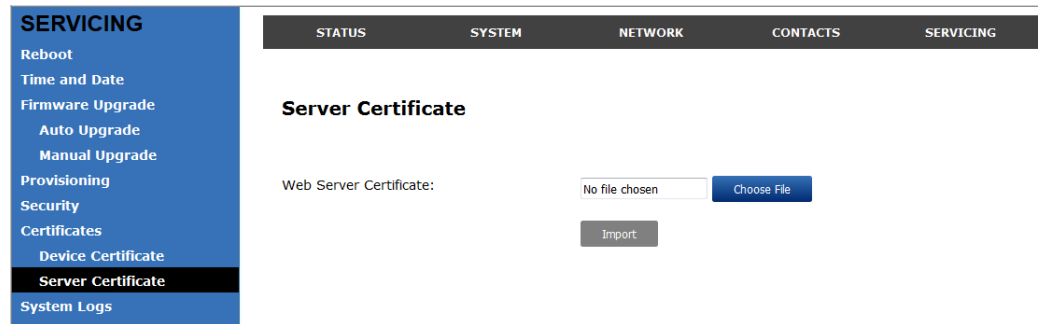 SERVICING
Reboot
Time and Date
Firmware Upgrade
Auto Upgrade
Manual Upgrade
Provisioning
Security
Certificates
Device Certificate
Server Certificate
System Logs
STATUS SYSTEM NETWORK CONTACTS SERVICING
Server Certificate
Web Server Certificate: No file chosen Choose File
Import